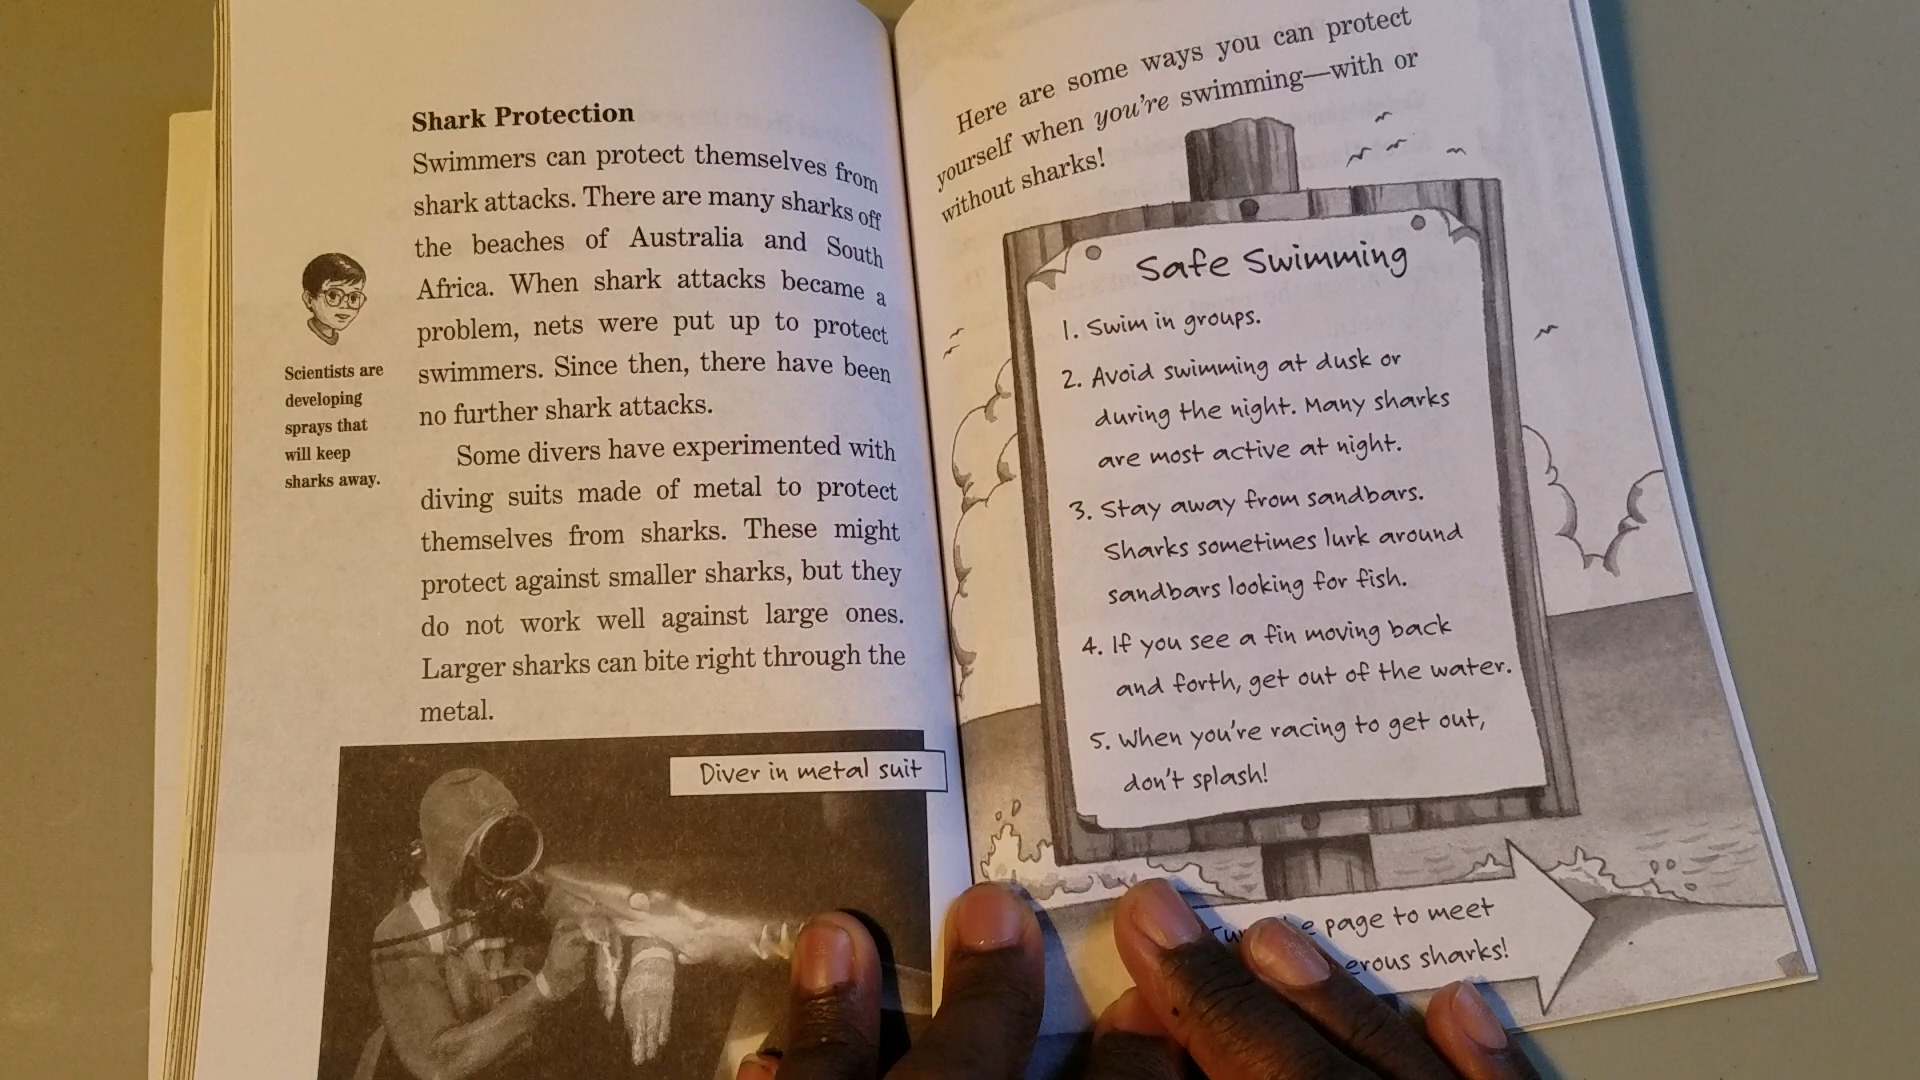 Shark Protection
Swimmers can protect themselves from
shark attacks. There are many sharks off
the beaches of Australia and South
Africa. When shark attacks became a
problem, nets were put up to protect
swimmers. Since then, there have been
no further shark attacks.
Some divers have experimented with
diving suits made of metal to protect
themselves from sharks. These might
protect against smaller sharks, but they
do not work well against large ones.
Larger sharks can bite right through the
metal.
Scientists are
developing
sprays that
will keep
sharks away.
Diver in metal suit
Here are some ways you can protect
yourself when you're swimming—with or
without sharks!
Safe Swimming
1. Swim in groups.
2. Avoid swimming at dusk or
during the night. Many sharks
are most active at night.
3. Stay away from sandbars.
Sharks sometimes lurk around
sandbars looking for fish.
4. If you see a fin moving back
and forth, get out of the water.
5. When you're racing to get out,
don't splash!
page to meet
sharks!